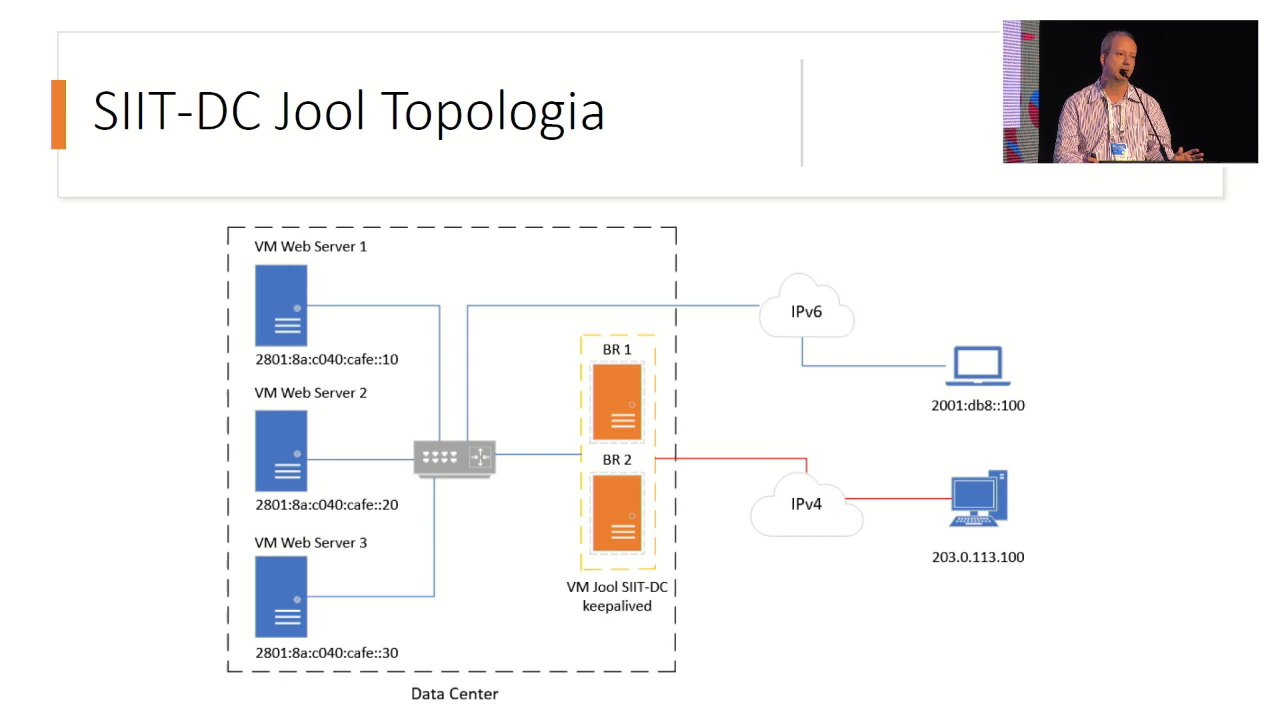 SIIT-DC Jool Topologia
VM Web Server 1
2801:8a:c040:cafe::10
VM Web Server 2
2801:8a:c040:cafe::20
VM Web Server 3
2801:8a:c040:cafe::30
BR 1
BR 2
VM Jool SIIT-DC
keepalived
IPv6
2001:db8::100
IPv4
203.0.113.100
Data Center